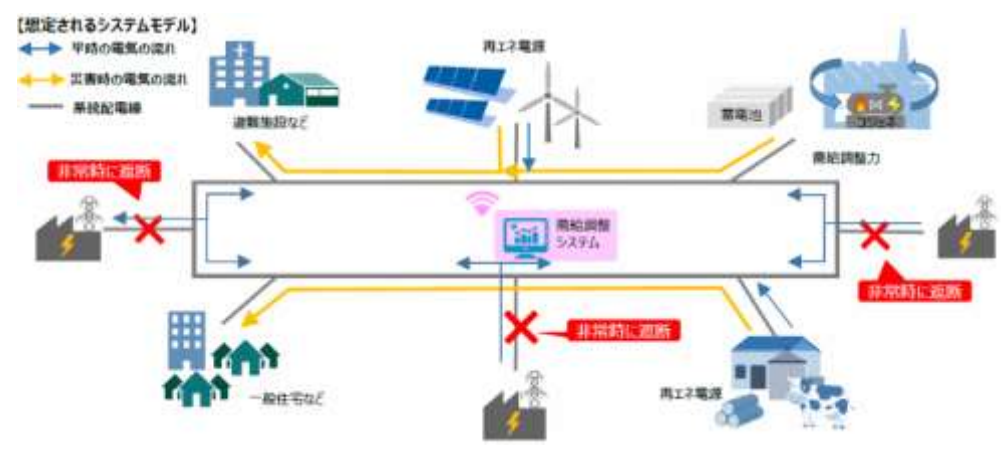 【想定されるシステムモデル】
平時の電気の流れ
災害時の電気の流れ
系統配電線
避難施設など
再エネ電源
蓄電池
コジェネ
需給調整力
非常時に遮断
需給調整
システム
非常時に遮断
非常時に遮断
一般住宅など
再エネ電源